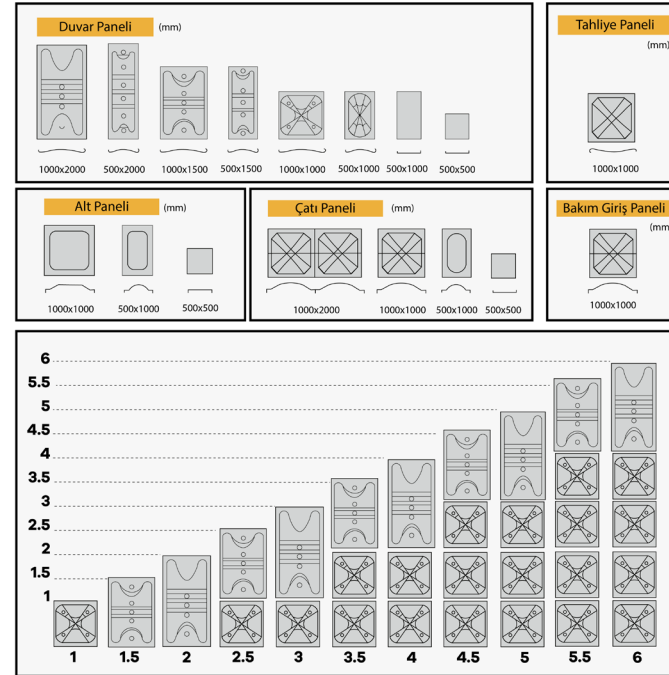 Duvar Paneli (mm)
1000x2000 500x2000 1000x1500 500x1500 1000x1000 500x1000 500x1000 500x500
Tahliye Paneli
(mm)
1000x1000
Alt Paneli (mm)
1000x1000 500x1000 500x500
Çatı Paneli (mm)
1000x2000 1000x1000 500x1000 500x500
Bakım Giriş Paneli
(mm)
1000x1000
6
5.5
5
4.5
4
3.5
3
2.5
2
1.5
1
1 1.5 2 2.5 3 3.5 4 4.5 5 5.5 6